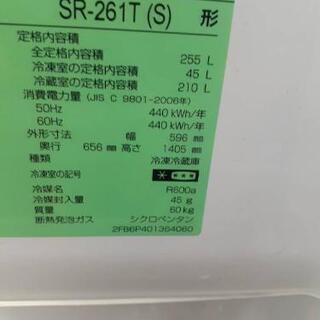 SR-261T (S) 形
定格内容積
全定格内容積 255 L
冷凍室の定格内容積 45 L
冷蔵室の定格内容積 210 L
消費電力量 (JIS C 9801-2006年)
50Hz 440 kWh/年
60Hz 440 kWh/年
外形寸法 幅 596 mm
奥行 656 mm 高さ 1405 mm
種類 冷凍冷蔵庫
冷凍室の記号
冷媒 R600a
冷媒封入量 45 g
質量 60 kg
断熱発泡ガス シクロペンタン
2FB6P401364060